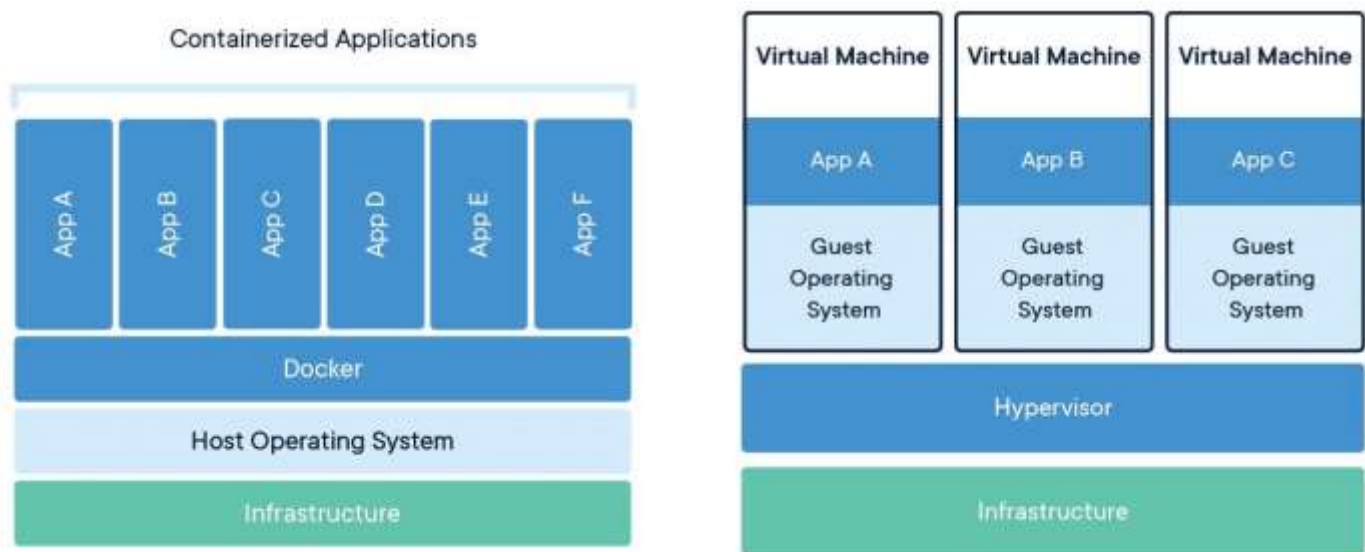 Containerized Applications
App A
App B
App C
App D
App E
App F
Docker
Host Operating System
Infrastructure
Virtual Machine
App A
Guest
Operating
System
Virtual Machine
App B
Guest
Operating
System
Virtual Machine
App C
Guest
Operating
System
Hypervisor
Infrastructure